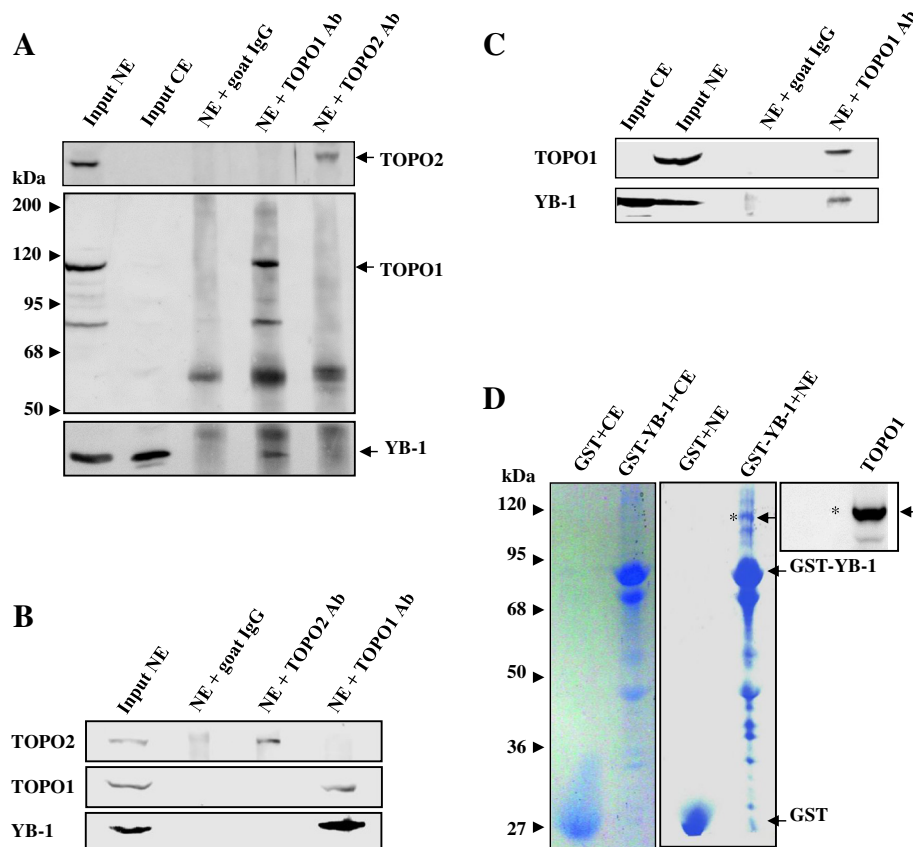 A
Input NE
Input CE
NE + goat IgG
NE + TOPO1 Ab
NE + TOPO2 Ab
TOPO2
kDa
200
120
TOPO1
95
68
50
YB-1
B
Input NE
NE + goat IgG
NE + TOPO2 Ab
NE + TOPO1 Ab
TOPO2
TOPO1
YB-1
C
Input CE
Input NE
NE + goat IgG
NE + TOPO1 Ab
TOPO1
YB-1
D
GST+CE
GST-YB-1+CE
GST+NE
GST-YB-1+NE
TOPO1
kDa
120
*
*
95
GST-YB-1
68
50
36
GST
27